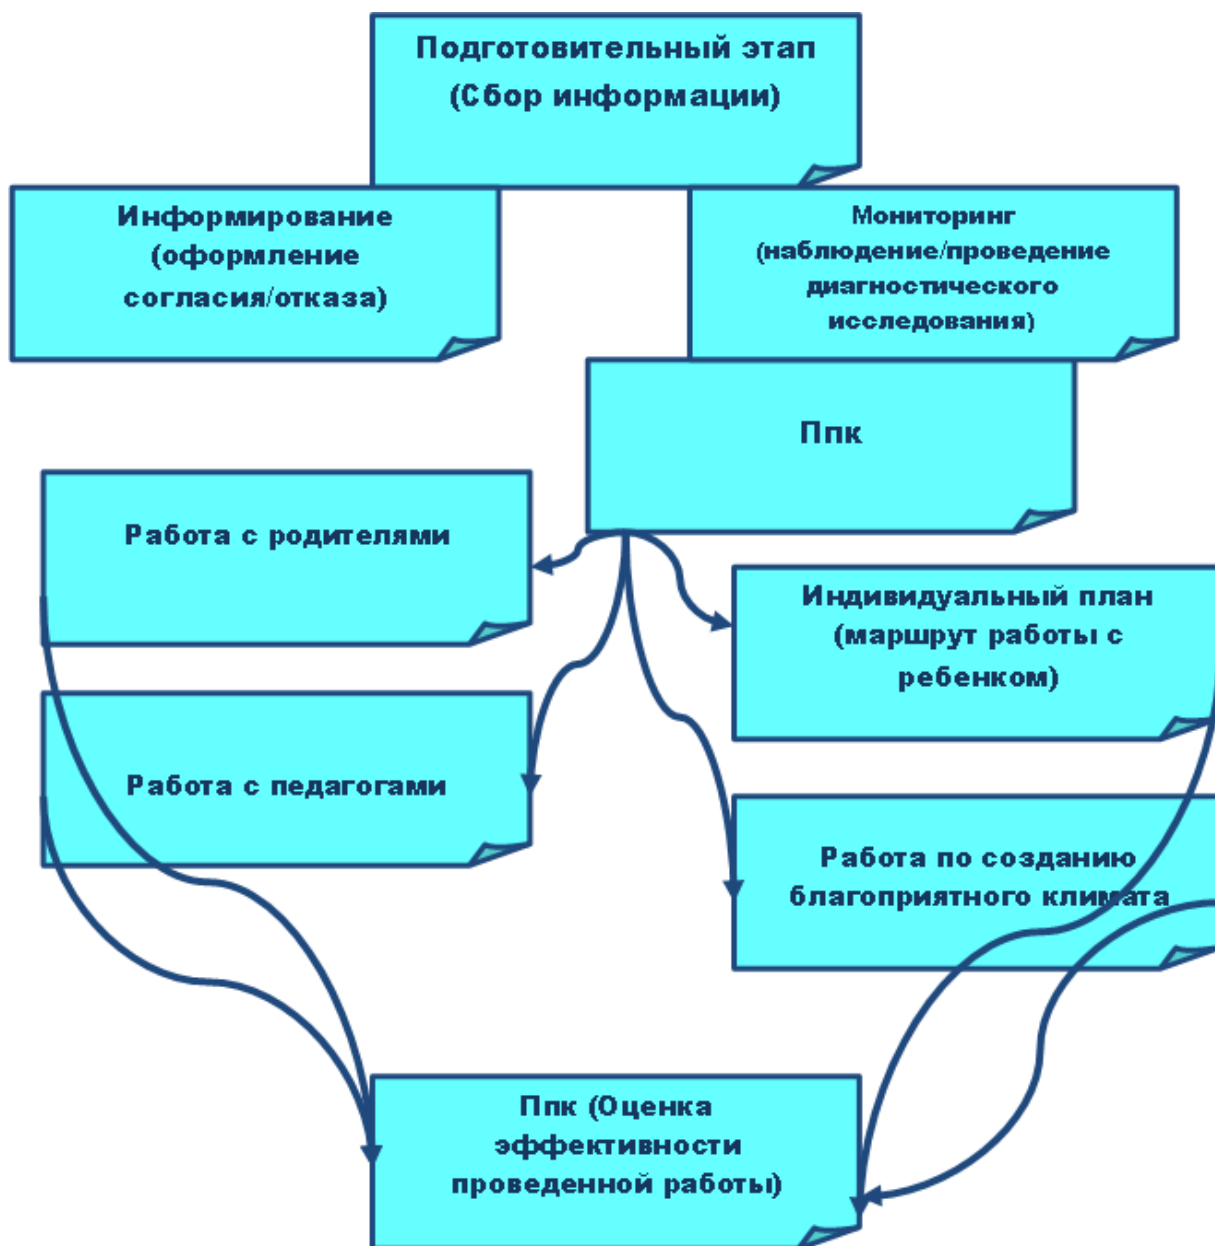 Подготовительный этап
(Сбор информации)
Информирование
(оформление
согласия/отказа)
Мониторинг
(наблюдение/проведение
диагностического
исследования)
Ппк
Работа с родителями
Индивидуальный план
(маршрут работы с
ребенком)
Работа с педагогами
Работа по созданию
благоприятного климата
Ппк (Оценка
эффективности
проведенной работы)